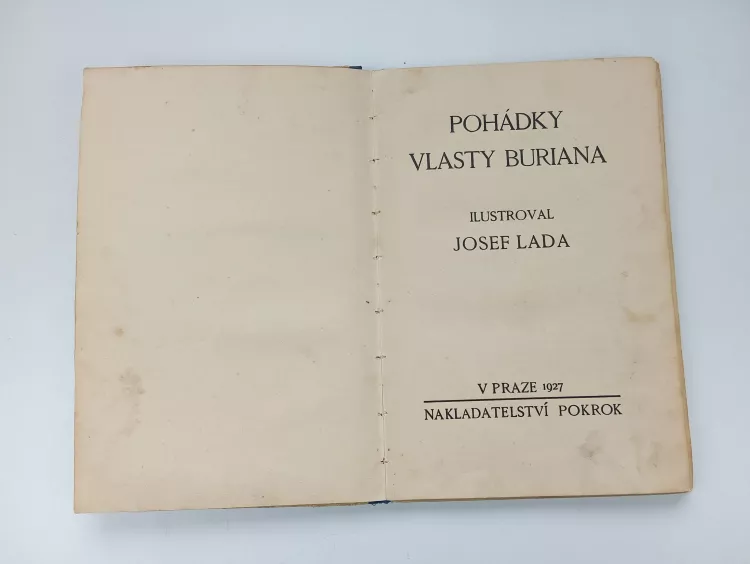 POHÁDKY
VLASTY BURIANA
ILUSTROVAL
JOSEF LADA
V PRAZE 1927
NAKLADATELSTVÍ POKROK